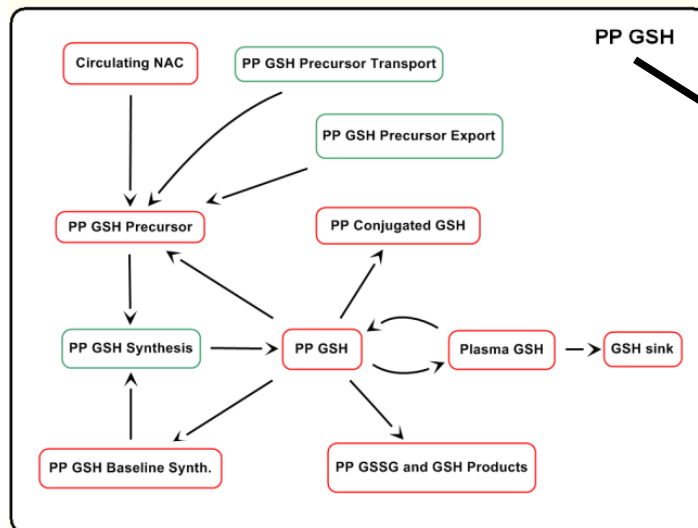 PP GSH
Circulating NAC
PP GSH Precursor Transport
PP GSH Precursor Export
PP GSH Precursor
PP Conjugated GSH
PP GSH Synthesis
PP GSH
Plasma GSH
GSH sink
PP GSH Baseline Synth.
PP GSSG and GSH Products